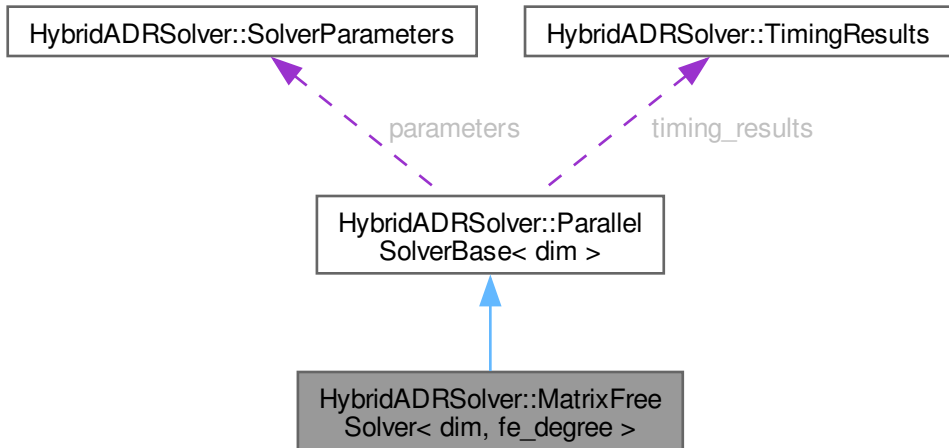 HybridADRSolver::SolverParameters
HybridADRSolver::TimingResults
parameters
timing_results
HybridADRSolver::Parallel
SolverBase< dim >
HybridADRSolver::MatrixFree
Solver< dim, fe_degree >